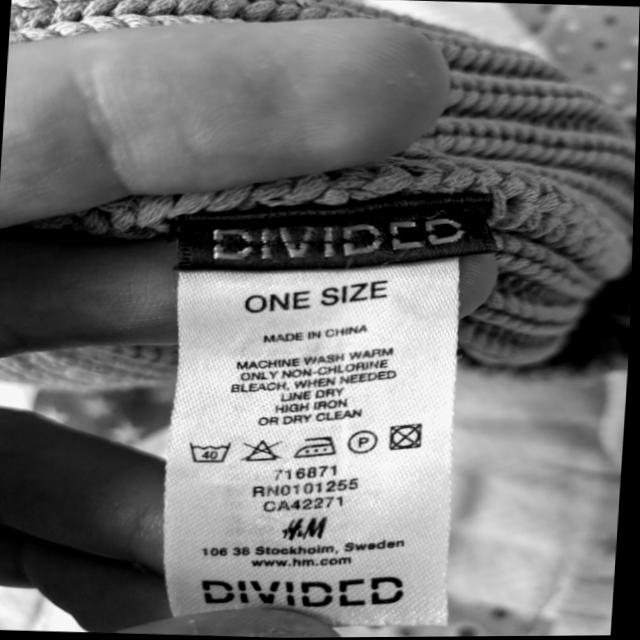 DIVIDED
ONE SIZE
MADE IN CHINA
MACHINE WASH WARM
ONLY NON-CHLORINE
BLEACH, WHEN NEEDED
LINE DRY
HIGH IRON
OR DRY CLEAN
40 P
716871
RN0101255
CA42271
H&M
106 38 Stockholm, Sweden
www.hm.com
DIVIDED